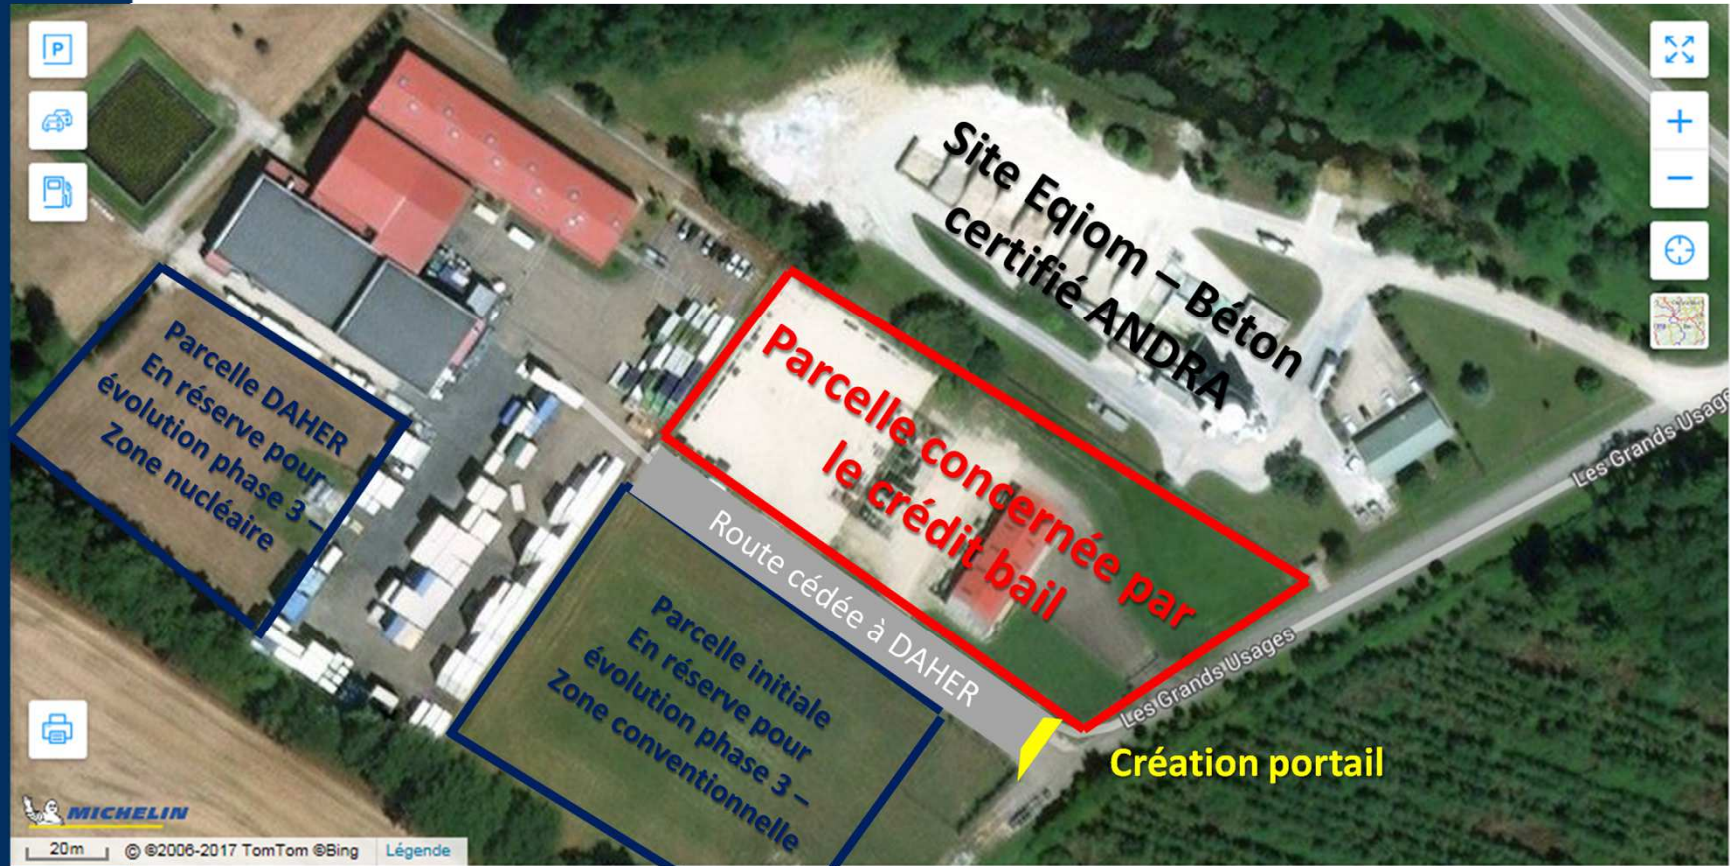 P
Site Eqiom – Béton
certifié ANDRA
Parcelle concernée par
le crédit bail
Parcelle DAHER
En réserve pour
évolution phase 3 –
Zone nucléaire
Route cédée à DAHER
Parcelle initiale
En réserve pour
évolution phase 3 –
Zone conventionnelle
Les Grands Usages
Les Grands Usages
Création portail
MICHELIN
20m
© ©2006-2017 TomTom ©Bing
Légende